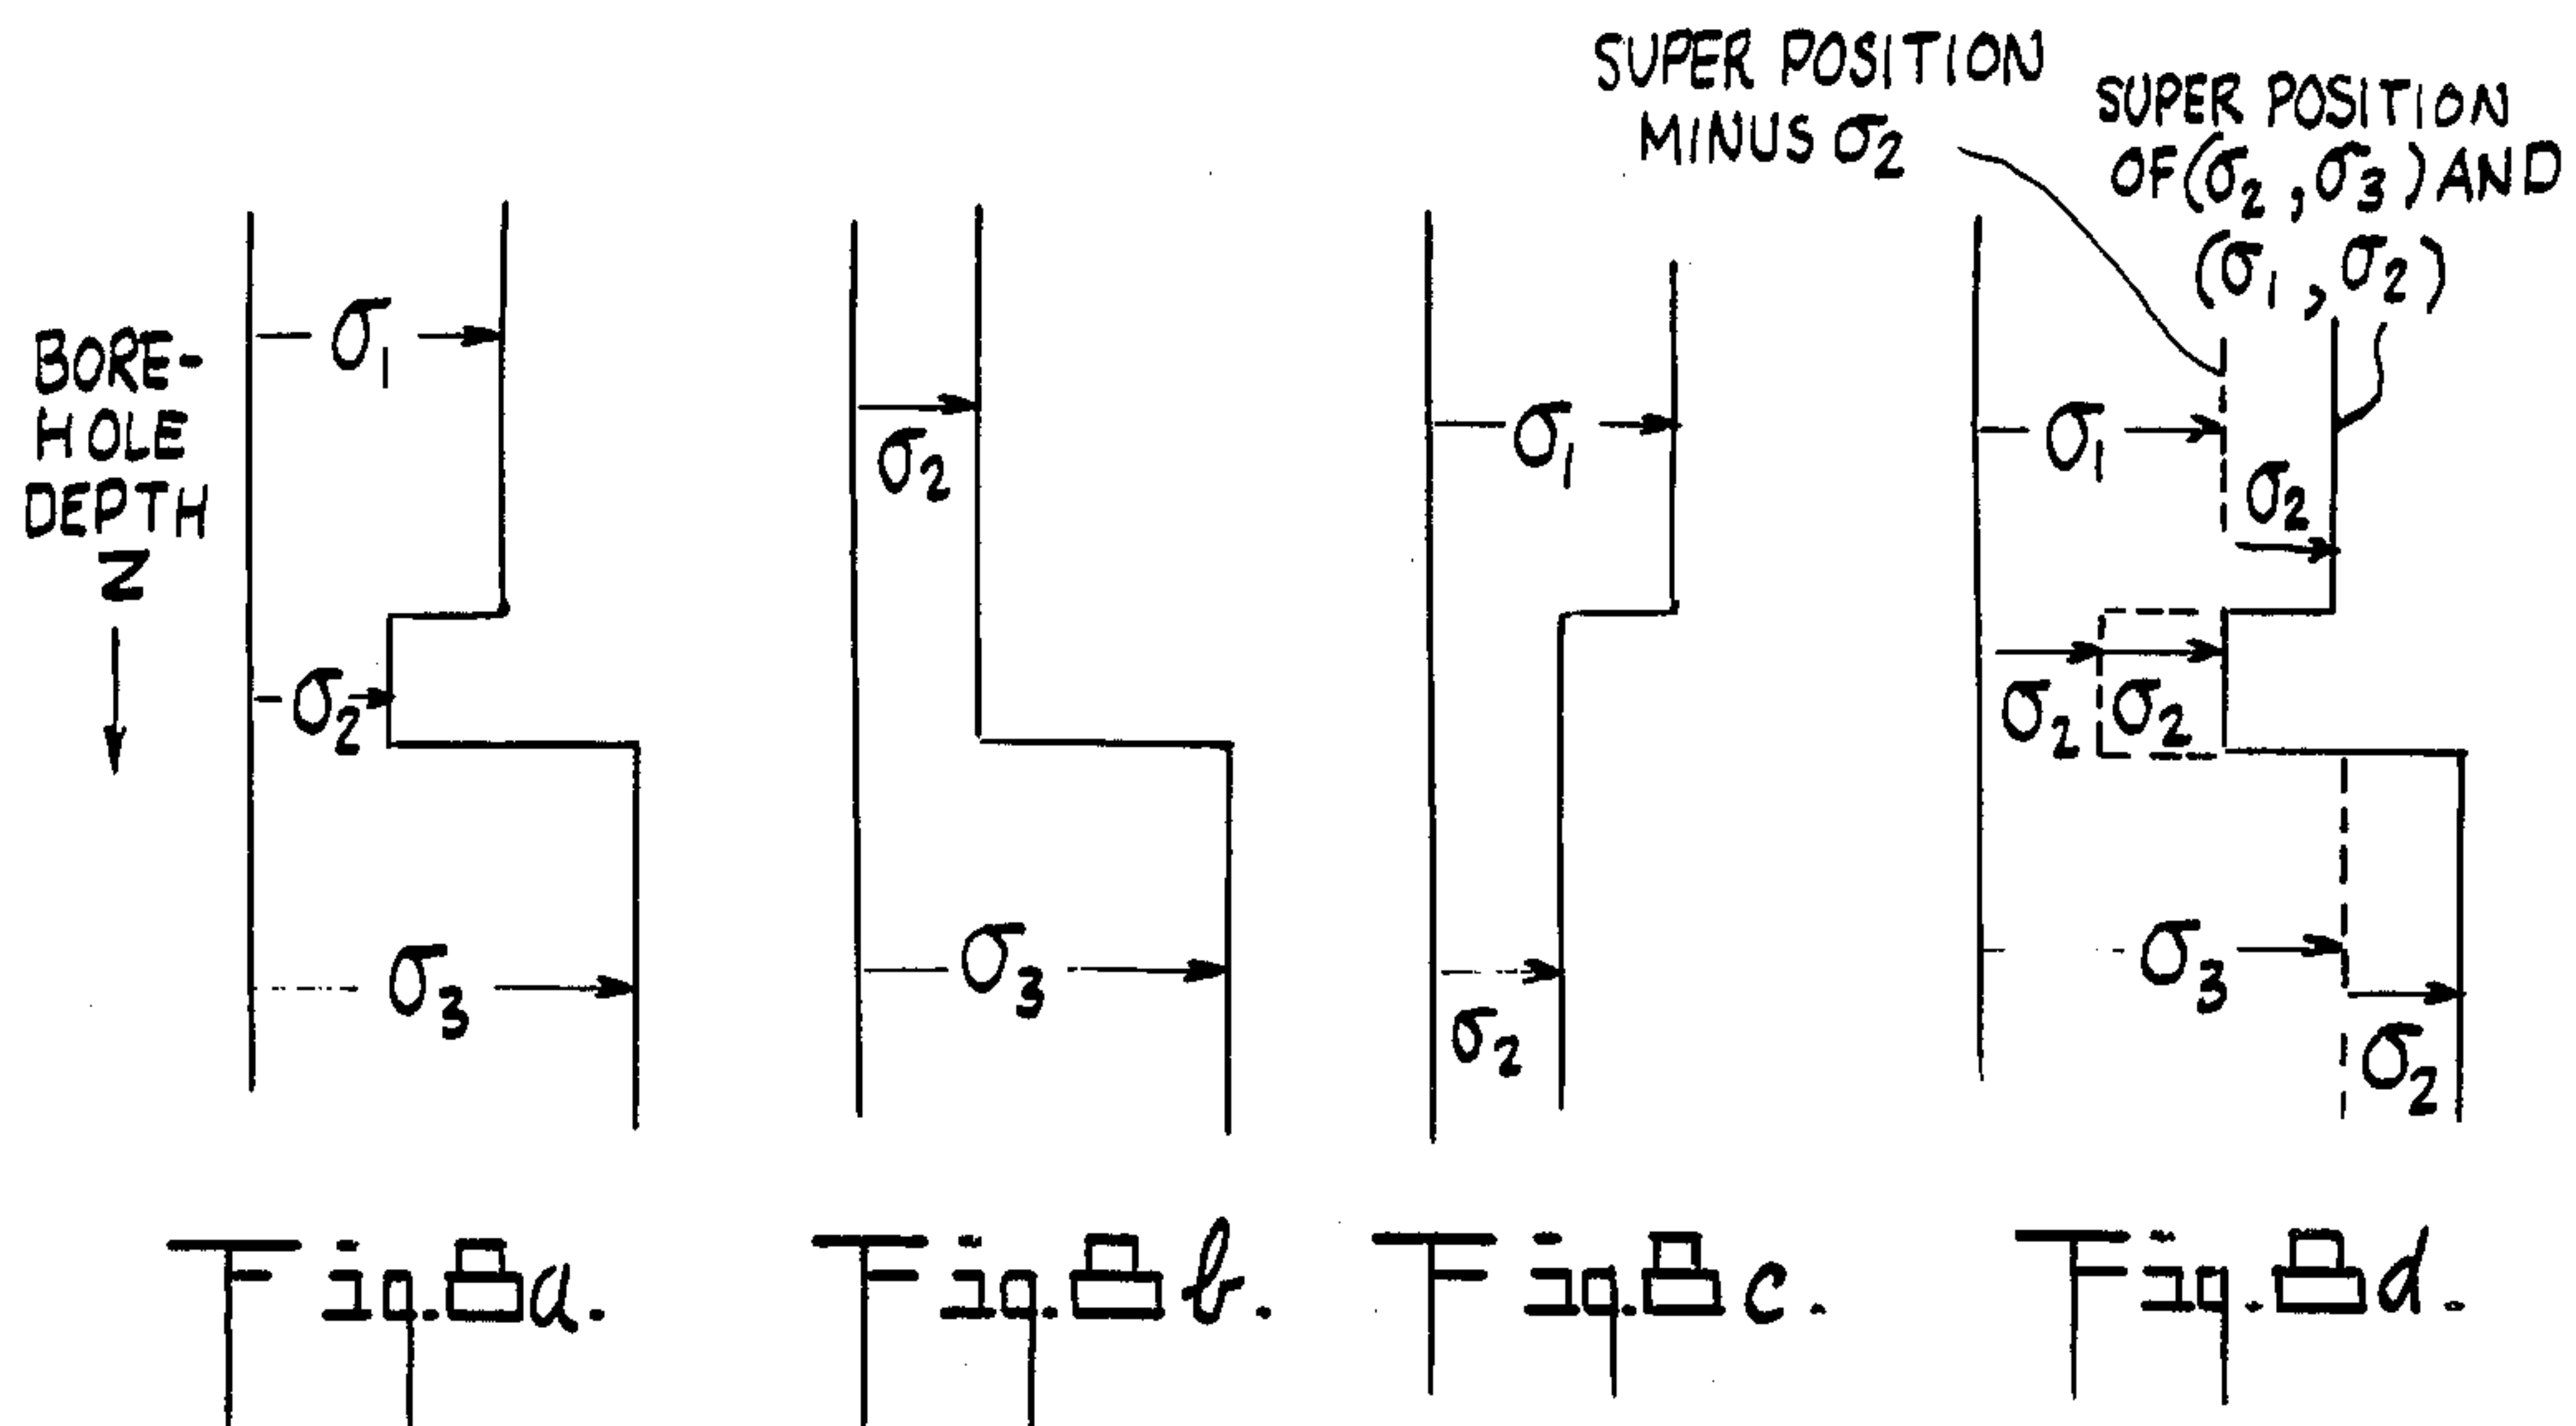 SUPER POSITION
MINUS σ2
SUPER POSITION
OF (σ2, σ3) AND
(σ1, σ2)
BORE-
HOLE
DEPTH
Z
σ1
σ2
σ3
σ2
σ3
σ1
σ2
σ1
σ2
σ2
σ2
σ3
σ2
Fig. 8a.
Fig. 8b.
Fig. 8c.
Fig. 8d.